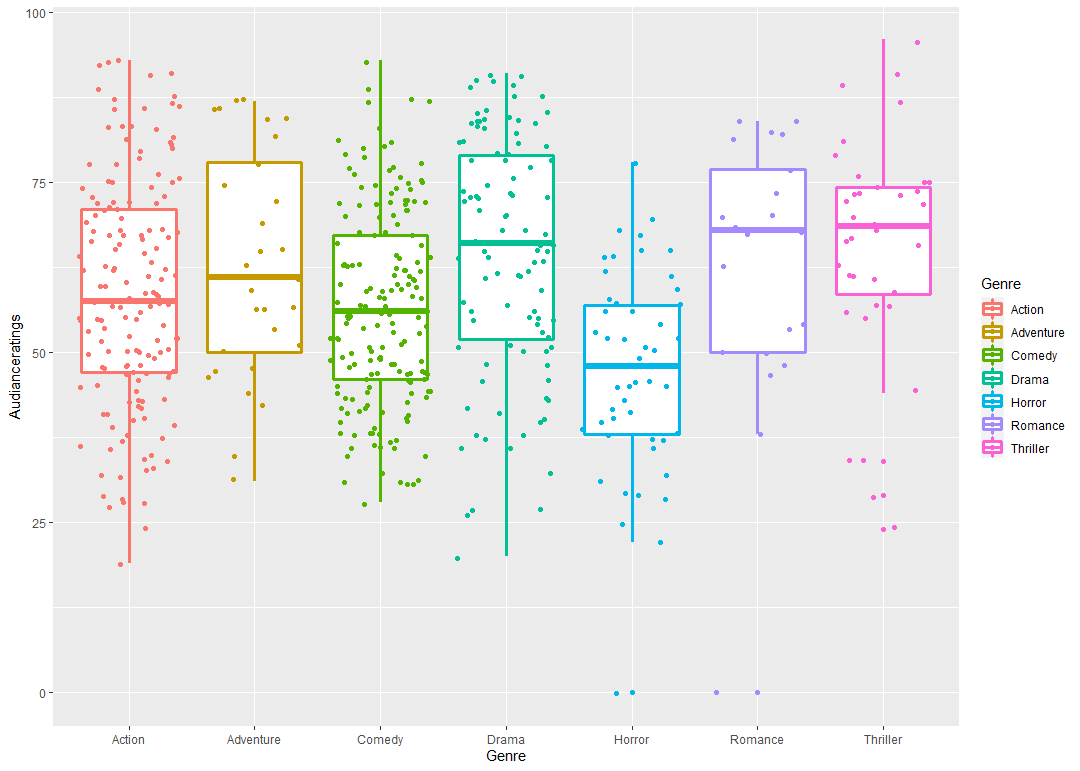 100
75
50
25
0
Audianceratings
Action Adventure Comedy Drama Horror Romance Thriller
Genre
Genre
Action
Adventure
Comedy
Drama
Horror
Romance
Thriller